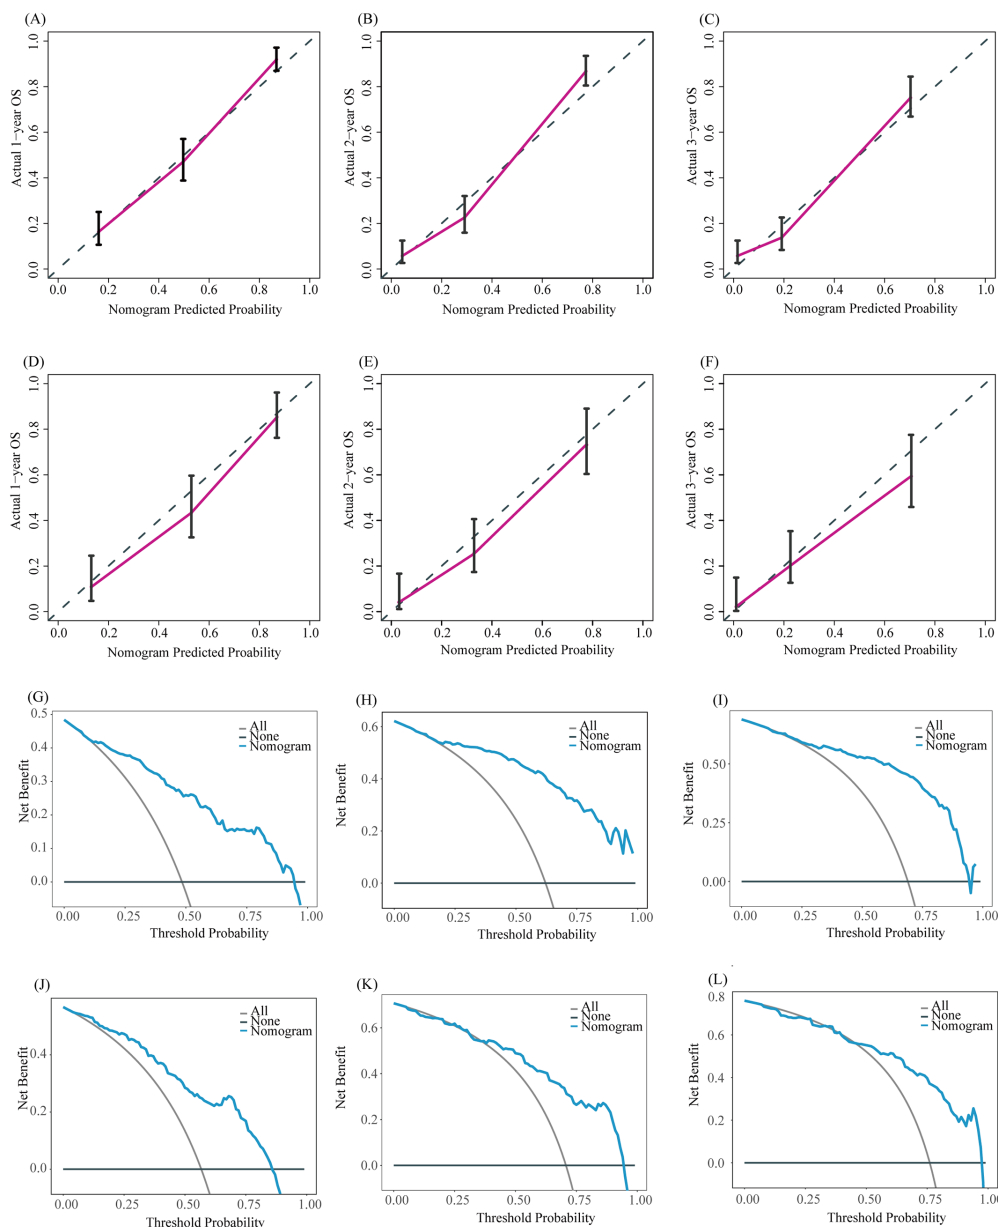 (A)
Actual 1-year OS
0.0 0.2 0.4 0.6 0.8 1.0
0.0 0.2 0.4 0.6 0.8 1.0
Nomogram Predicted Proability
(B)
Actual 2-year OS
0.0 0.2 0.4 0.6 0.8 1.0
0.0 0.2 0.4 0.6 0.8 1.0
Nomogram Predicted Proability
(C)
Actual 3-year OS
0.0 0.2 0.4 0.6 0.8 1.0
0.0 0.2 0.4 0.6 0.8 1.0
Nomogram Predicted Proability
(D)
Actual 1-year OS
0.0 0.2 0.4 0.6 0.8 1.0
0.0 0.2 0.4 0.6 0.8 1.0
Nomogram Predicted Proability
(E)
Actual 2-year OS
0.0 0.2 0.4 0.6 0.8 1.0
0.0 0.2 0.4 0.6 0.8 1.0
Nomogram Predicted Proability
(F)
Actual 3-year OS
0.0 0.2 0.4 0.6 0.8 1.0
0.0 0.2 0.4 0.6 0.8 1.0
Nomogram Predicted Proability
(G)
Net Benefit
0.5
0.4
0.3
0.2
0.1
0.0
All
None
Nomogram
0.00 0.25 0.50 0.75 1.00
Threshold Probability
(H)
Net Benefit
0.6
0.4
0.2
0.0
All
None
Nomogram
0.00 0.25 0.50 0.75 1.00
Threshold Probability
(I)
Net Benefit
0.50
0.25
0.00
All
None
Nomogram
0.00 0.25 0.50 0.75 1.00
Threshold Probability
(J)
Net Benefit
0.4
0.2
0.0
All
None
Nomogram
0.00 0.25 0.50 0.75 1.00
Threshold Probability
(K)
Net Benefit
0.6
0.4
0.2
0.0
All
None
Nomogram
0.00 0.25 0.50 0.75 1.00
Threshold Probability
(L)
Net Benefit
0.8
0.6
0.4
0.2
0.0
All
None
Nomogram
0.00 0.25 0.50 0.75 1.00
Threshold Probability